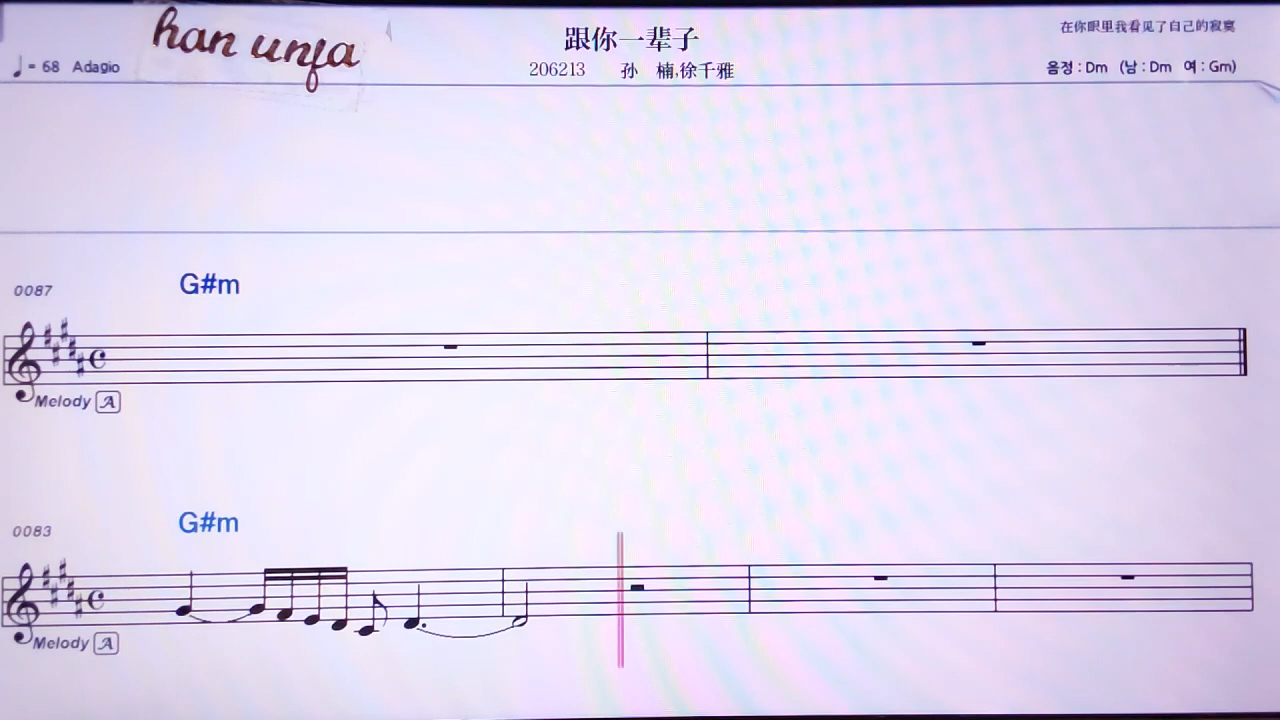 han unfa
跟你一辈子
在你眼里我看见了自己的寂寞
♩= 68 Adagio
206213 孙 楠,徐千雅
음정 : Dm (남 : Dm 여 : Gm)
0087 G#m
Melody A
0083 G#m
Melody A